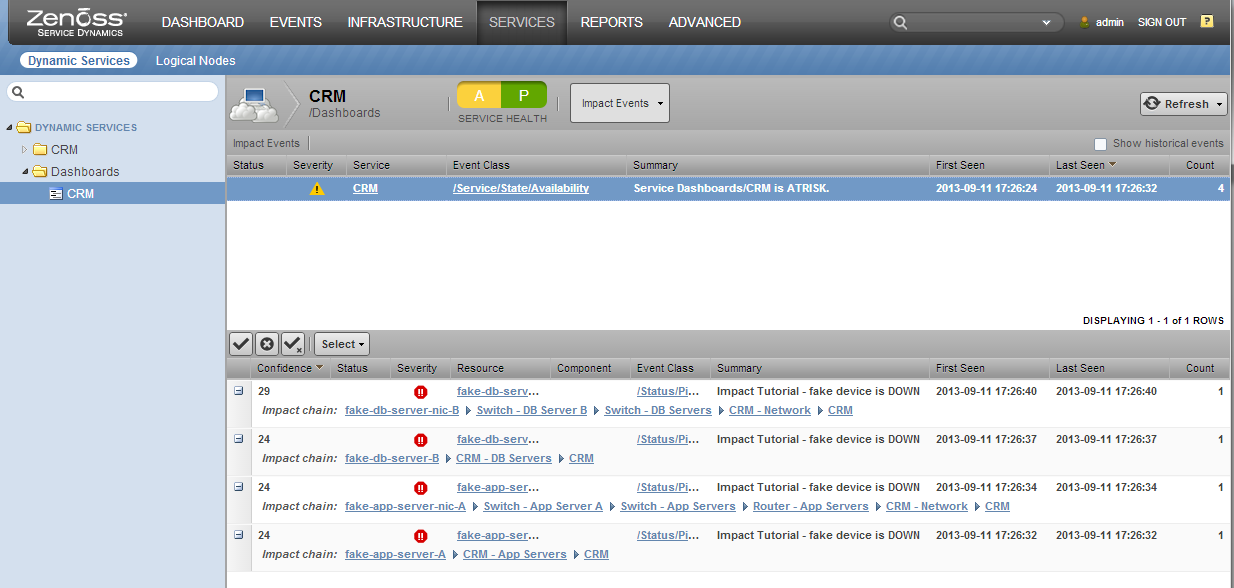 Zenoss DASHBOARD EVENTS INFRASTRUCTURE SERVICES REPORTS ADVANCED admin SIGN OUT ?
SERVICE DYNAMICS
Dynamic Services Logical Nodes
CRM
/Dashboards
A P
SERVICE HEALTH
Impact Events
Refresh
DYNAMIC SERVICES
CRM
Dashboards
CRM
Impact Events Show historical events
Status Severity Service Event Class Summary First Seen Last Seen Count
CRM /Service/State/Availability Service Dashboards/CRM is ATRISK. 2013-09-11 17:26:24 2013-09-11 17:26:32 4
DISPLAYING 1 - 1 of 1 ROWS
Select
Confidence Status Severity Resource Component Event Class Summary First Seen Last Seen Count
29 fake-db-serv... /Status/Pi... Impact Tutorial - fake device is DOWN 2013-09-11 17:26:40 2013-09-11 17:26:40 1
Impact chain: fake-db-server-nic-B Switch - DB Server B Switch - DB Servers CRM - Network CRM
24 fake-db-serv... /Status/Pi... Impact Tutorial - fake device is DOWN 2013-09-11 17:26:37 2013-09-11 17:26:37 1
Impact chain: fake-db-server-B CRM - DB Servers CRM
24 fake-app-ser... /Status/Pi... Impact Tutorial - fake device is DOWN 2013-09-11 17:26:34 2013-09-11 17:26:34 1
Impact chain: fake-app-server-nic-A Switch - App Server A Switch - App Servers Router - App Servers CRM - Network CRM
24 fake-app-ser... /Status/Pi... Impact Tutorial - fake device is DOWN 2013-09-11 17:26:32 2013-09-11 17:26:32 1
Impact chain: fake-app-server-A CRM - App Servers CRM